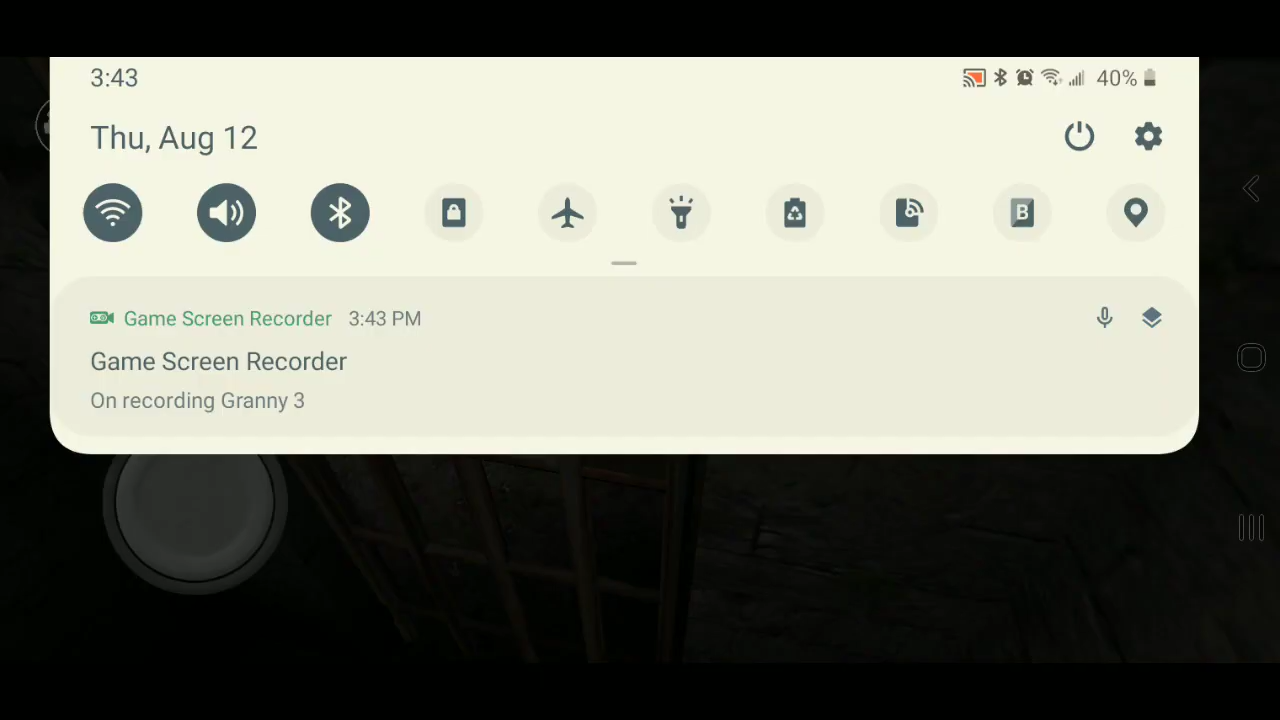 3:43
40%
Thu, Aug 12
B
Game Screen Recorder 3:43 PM
Game Screen Recorder
On recording Granny 3